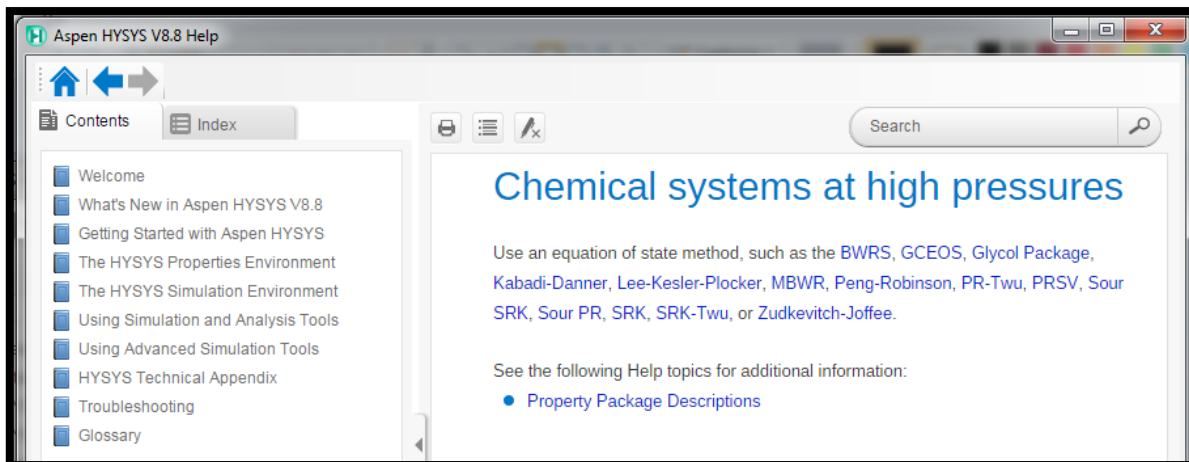 Aspen HYSYS V8.8 Help
Contents
Index
Search
Welcome
What's New in Aspen HYSYS V8.8
Getting Started with Aspen HYSYS
The HYSYS Properties Environment
The HYSYS Simulation Environment
Using Simulation and Analysis Tools
Using Advanced Simulation Tools
HYSYS Technical Appendix
Troubleshooting
Glossary
Chemical systems at high pressures
Use an equation of state method, such as the BWRS, GCEOS, Glycol Package,
Kabadi-Danner, Lee-Kesler-Plocker, MBWR, Peng-Robinson, PR-Twu, PRSV, Sour
SRK, Sour PR, SRK, SRK-Twu, or Zudkevitch-Joffee.
See the following Help topics for additional information:
Property Package Descriptions